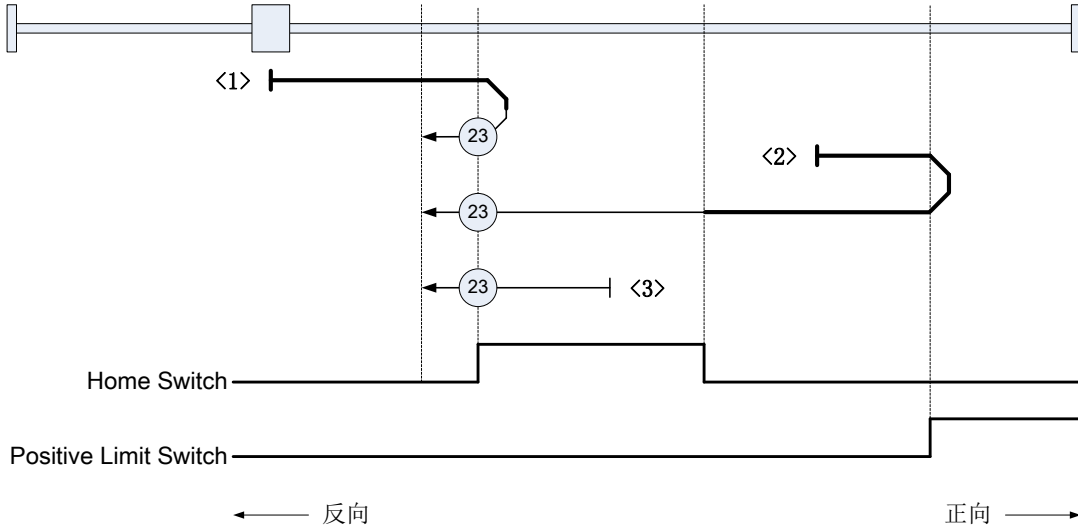 〈1〉
23
〈2〉
23
23
〈3〉
Home Switch
Positive Limit Switch
反向
正向